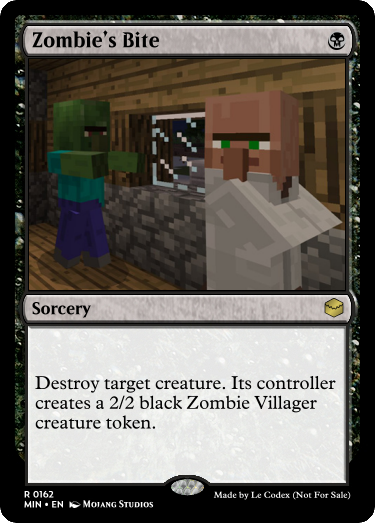 Zombie's Bite
Sorcery
Destroy target creature. Its controller
creates a 2/2 black Zombie Villager
creature token.
R 0162
MIN • EN Mojang Studios
Made by Le Codex (Not For Sale)